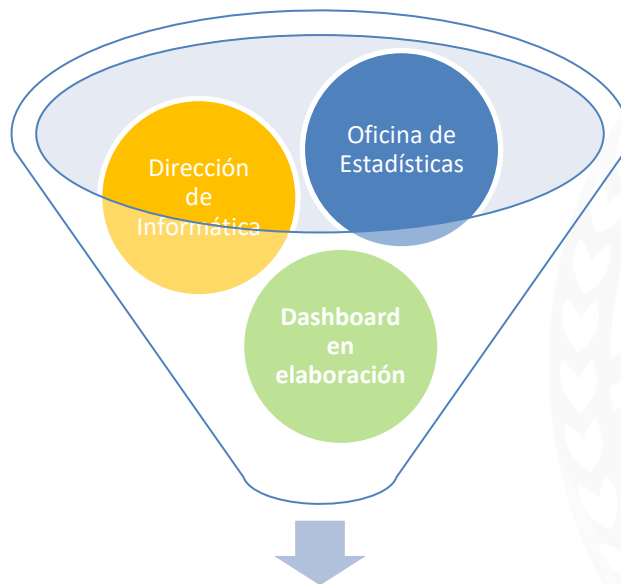 Oficina de
Estadísticas
Dirección
de
Informática
Dashboard
en
elaboración